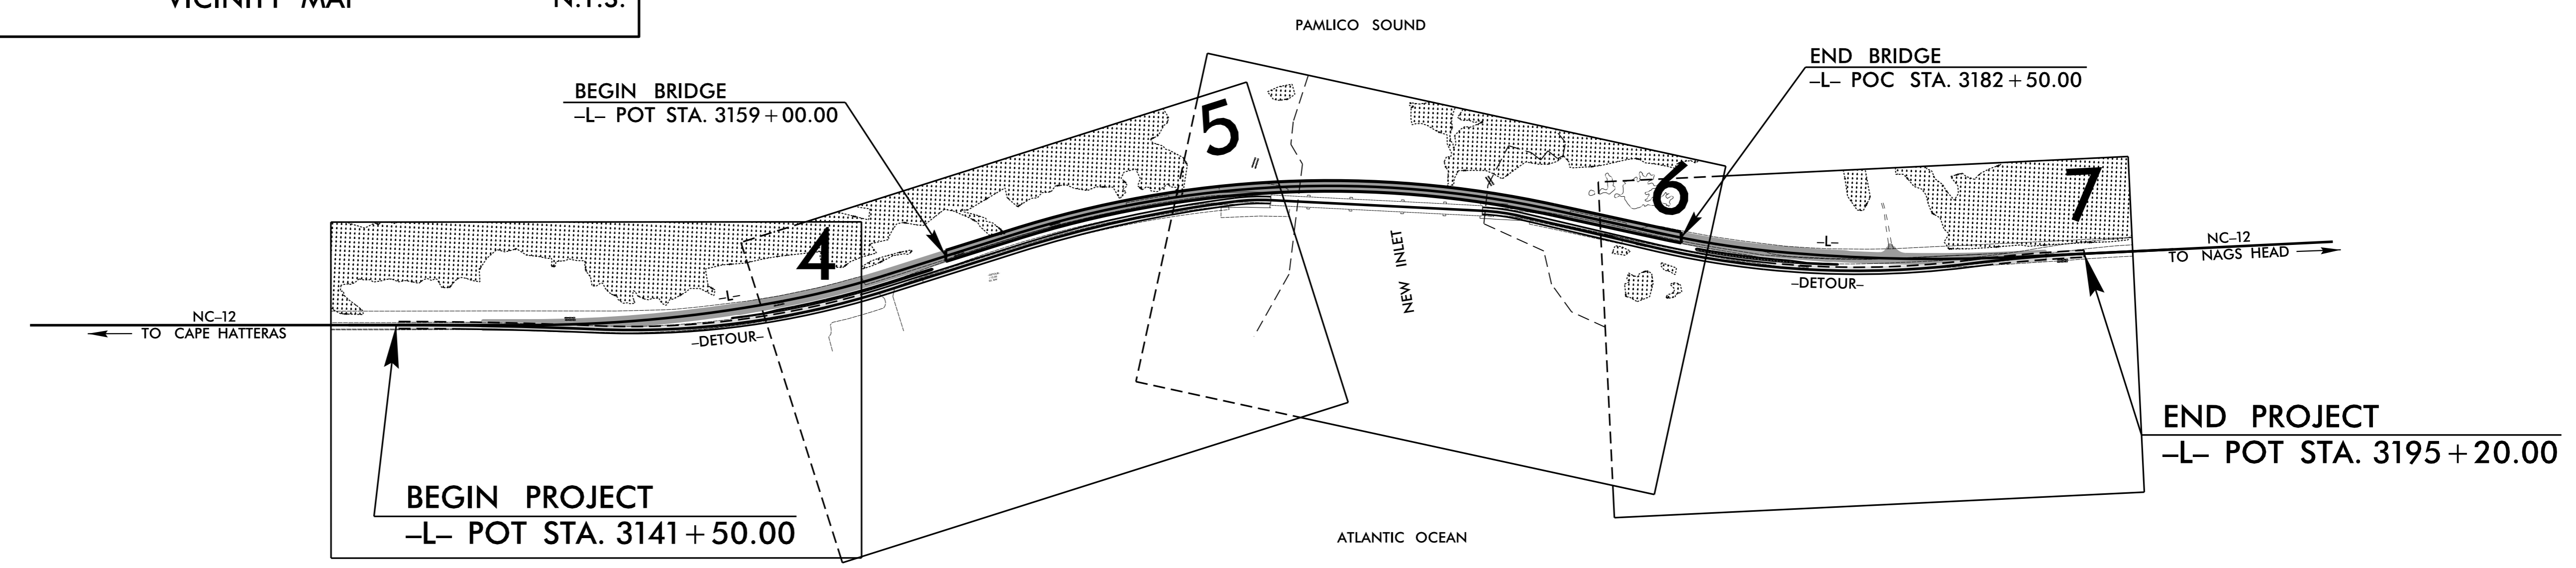 N.T.S.
PAMLICO SOUND
BEGIN BRIDGE
–L– POT STA. 3159+00.00
END BRIDGE
–L– POC STA. 3182+50.00
5
6
7
4
–L–
–L–
NC–12
TO NAGS HEAD
NEW INLET
–DETOUR–
NC–12
TO CAPE HATTERAS
–DETOUR–
END PROJECT
–L– POT STA. 3195+20.00
BEGIN PROJECT
–L– POT STA. 3141+50.00
ATLANTIC OCEAN